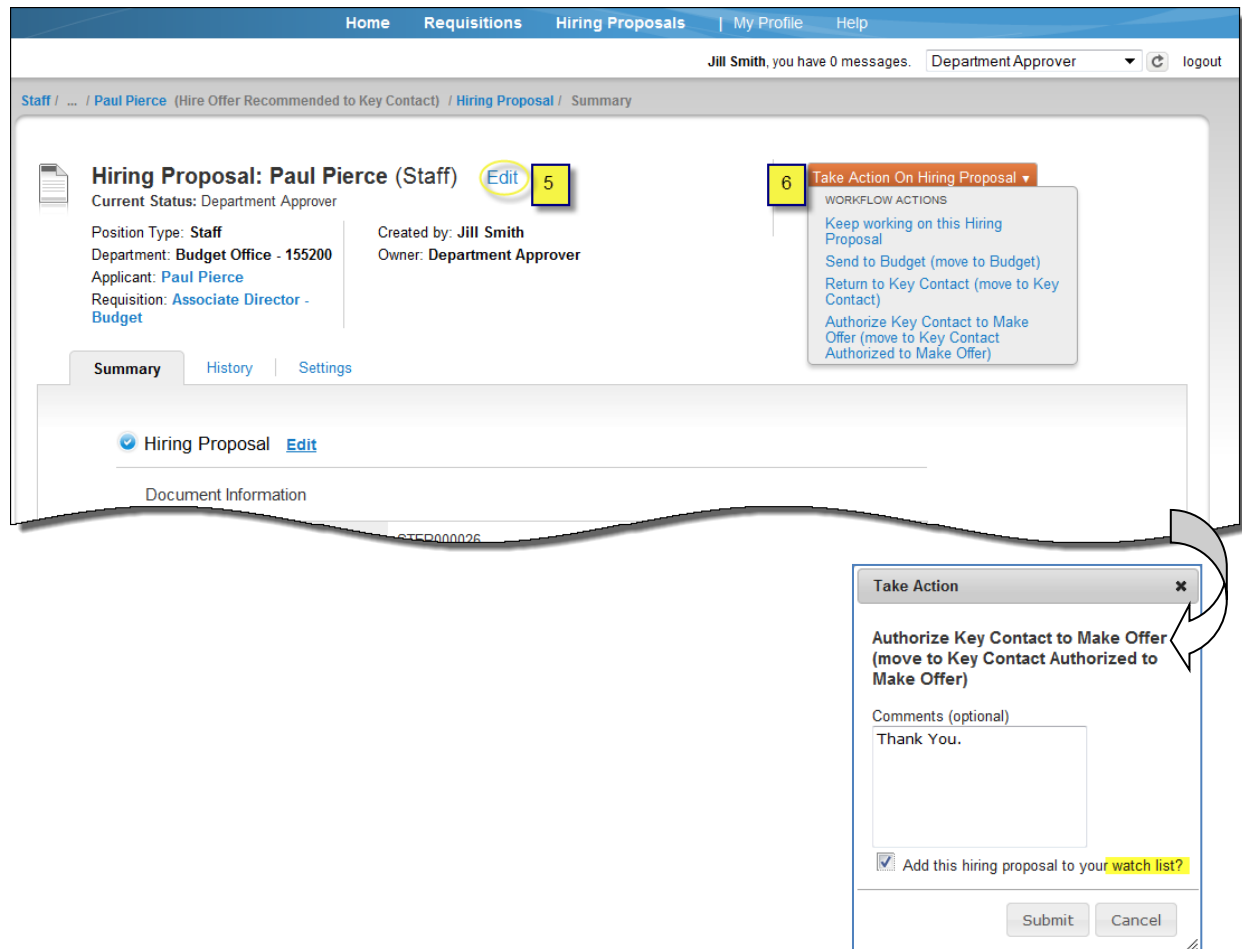 Home Requisitions Hiring Proposals | My Profile Help
Jill Smith, you have 0 messages. Department Approver logout
Staff / ... / Paul Pierce (Hire Offer Recommended to Key Contact) / Hiring Proposal / Summary
Hiring Proposal: Paul Pierce (Staff) Edit 5
Current Status: Department Approver
Position Type: Staff
Department: Budget Office - 155200
Applicant: Paul Pierce
Requisition: Associate Director -
Budget
Created by: Jill Smith
Owner: Department Approver
6 Take Action On Hiring Proposal
WORKFLOW ACTIONS
Keep working on this Hiring
Proposal
Send to Budget (move to Budget)
Return to Key Contact (move to Key
Contact)
Authorize Key Contact to Make
Offer (move to Key Contact
Authorized to Make Offer)
Summary History Settings
Hiring Proposal Edit
Document Information
Take Action
Authorize Key Contact to Make Offer
(move to Key Contact Authorized to
Make Offer)
Comments (optional)
Thank You.
Add this hiring proposal to your watch list?
Submit Cancel